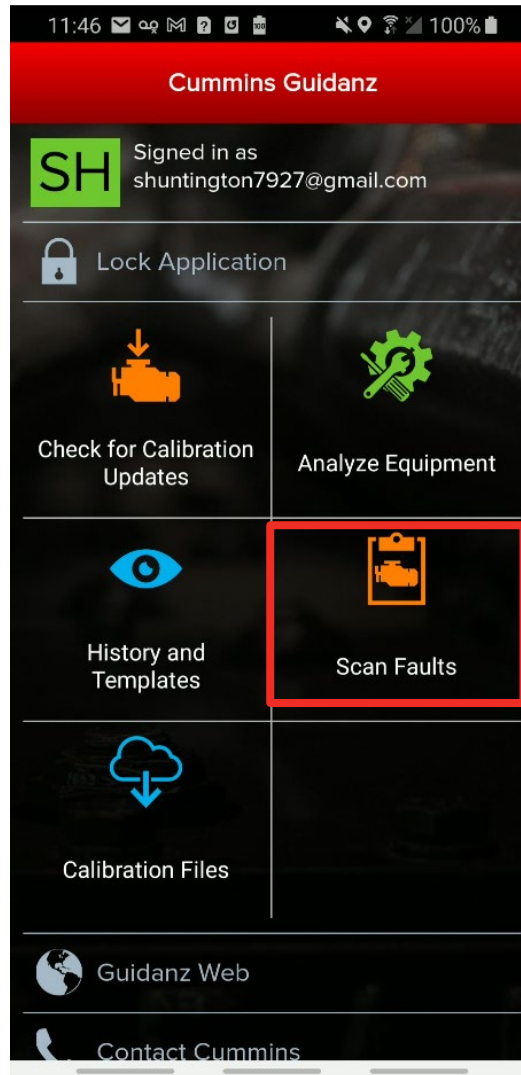 11:46 100%
Cummins Guidanz
SH
Signed in as
shuntington7927@gmail.com
Lock Application
Check for Calibration
Updates
Analyze Equipment
History and
Templates
Scan Faults
Calibration Files
Guidanz Web
Contact Cummins